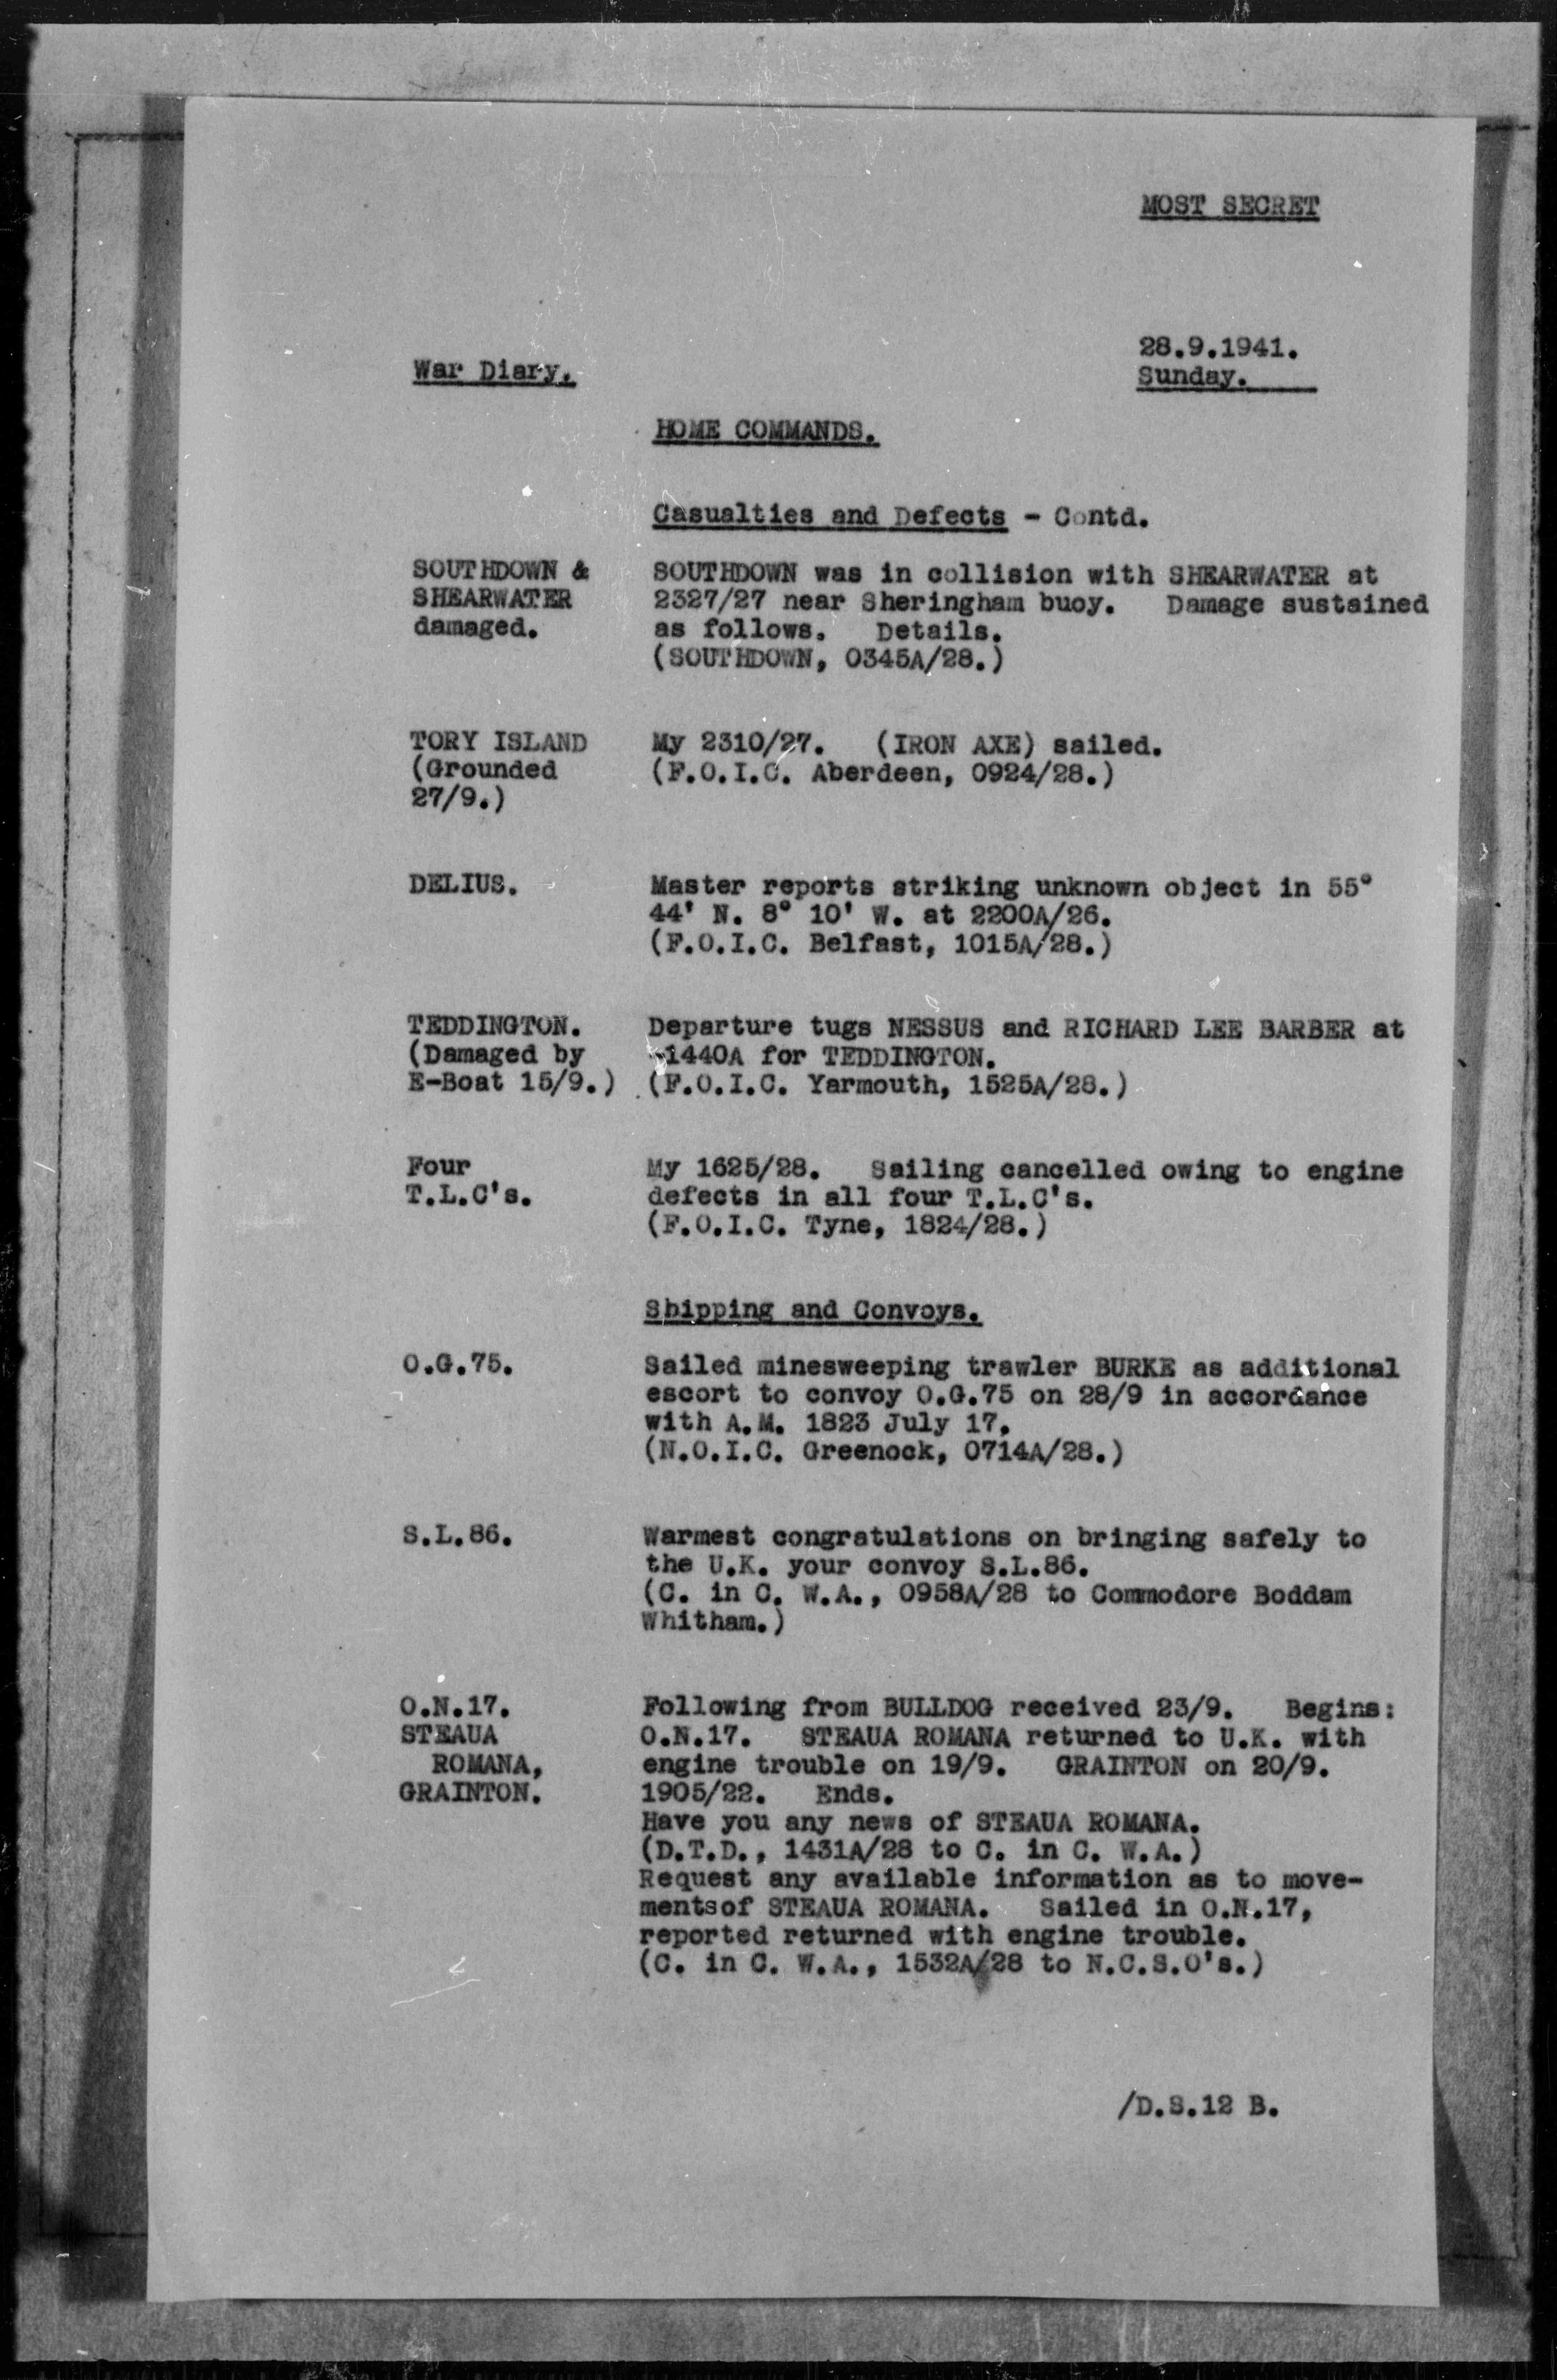 MOST SECRET
28.9.1941.
War Diary.
Sunday.
HOME COMMANDS.
Casualties and Defects - Contd.
SOUTHDOWN & SOUTHDOWN was in collision with SHEARWATER at
SHEARWATER 2327/27 near Sheringham buoy. Damage sustained
damaged. as follows. Details.
(SOUTHDOWN, 0345A/28.)
TORY ISLAND My 2310/27. (IRON AXE) sailed.
(Grounded (F.O.I.C. Aberdeen, 0924/28.)
27/9.)
DELIUS. Master reports striking unknown object in 55°
44' N. 8° 10' W. at 2200A/26.
(F.O.I.C. Belfast, 1015A/28.)
TEDDINGTON. Departure tugs NESSUS and RICHARD LEE BARBER at
(Damaged by 1440A for TEDDINGTON.
E-Boat 15/9.) (F.O.I.C. Yarmouth, 1525A/28.)
Four My 1625/28. Sailing cancelled owing to engine
T.L.C's. defects in all four T.L.C's.
(F.O.I.C. Tyne, 1824/28.)
Shipping and Convoys.
O.G.75. Sailed minesweeping trawler BURKE as additional
escort to convoy O.G.75 on 28/9 in accordance
with A.M. 1823 July 17.
(N.O.I.C. Greenock, 0714A/28.)
S.L.86. Warmest congratulations on bringing safely to
the U.K. your convoy S.L.86.
(C. in C. W.A., 0958A/28 to Commodore Boddam
Whitham.)
O.N.17. Following from BULLDOG received 23/9. Begins:
STEAUA O.N.17. STEAUA ROMANA returned to U.K. with
ROMANA, engine trouble on 19/9. GRAINTON on 20/9.
GRAINTON. 1905/22. Ends.
Have you any news of STEAUA ROMANA.
(D.T.D., 1431A/28 to C. in C. W.A.)
Request any available information as to move-
mentsof STEAUA ROMANA. Sailed in O.N.17,
reported returned with engine trouble.
(C. in C. W.A., 1532A/28 to N.C.S.O's.)
/D.S.12 B.